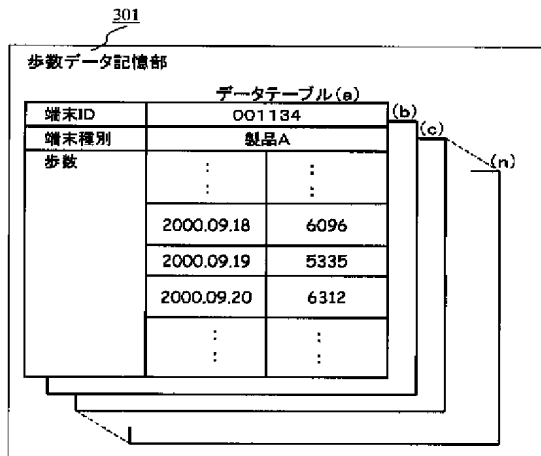 301
歩数データ記憶部
データテーブル(a)
(b)
(c)
(n)
端末ID 001134
端末種別 製品A
歩数
: :
: :
2000.09.18 6096
2000.09.19 5335
2000.09.20 6312
: :
: :